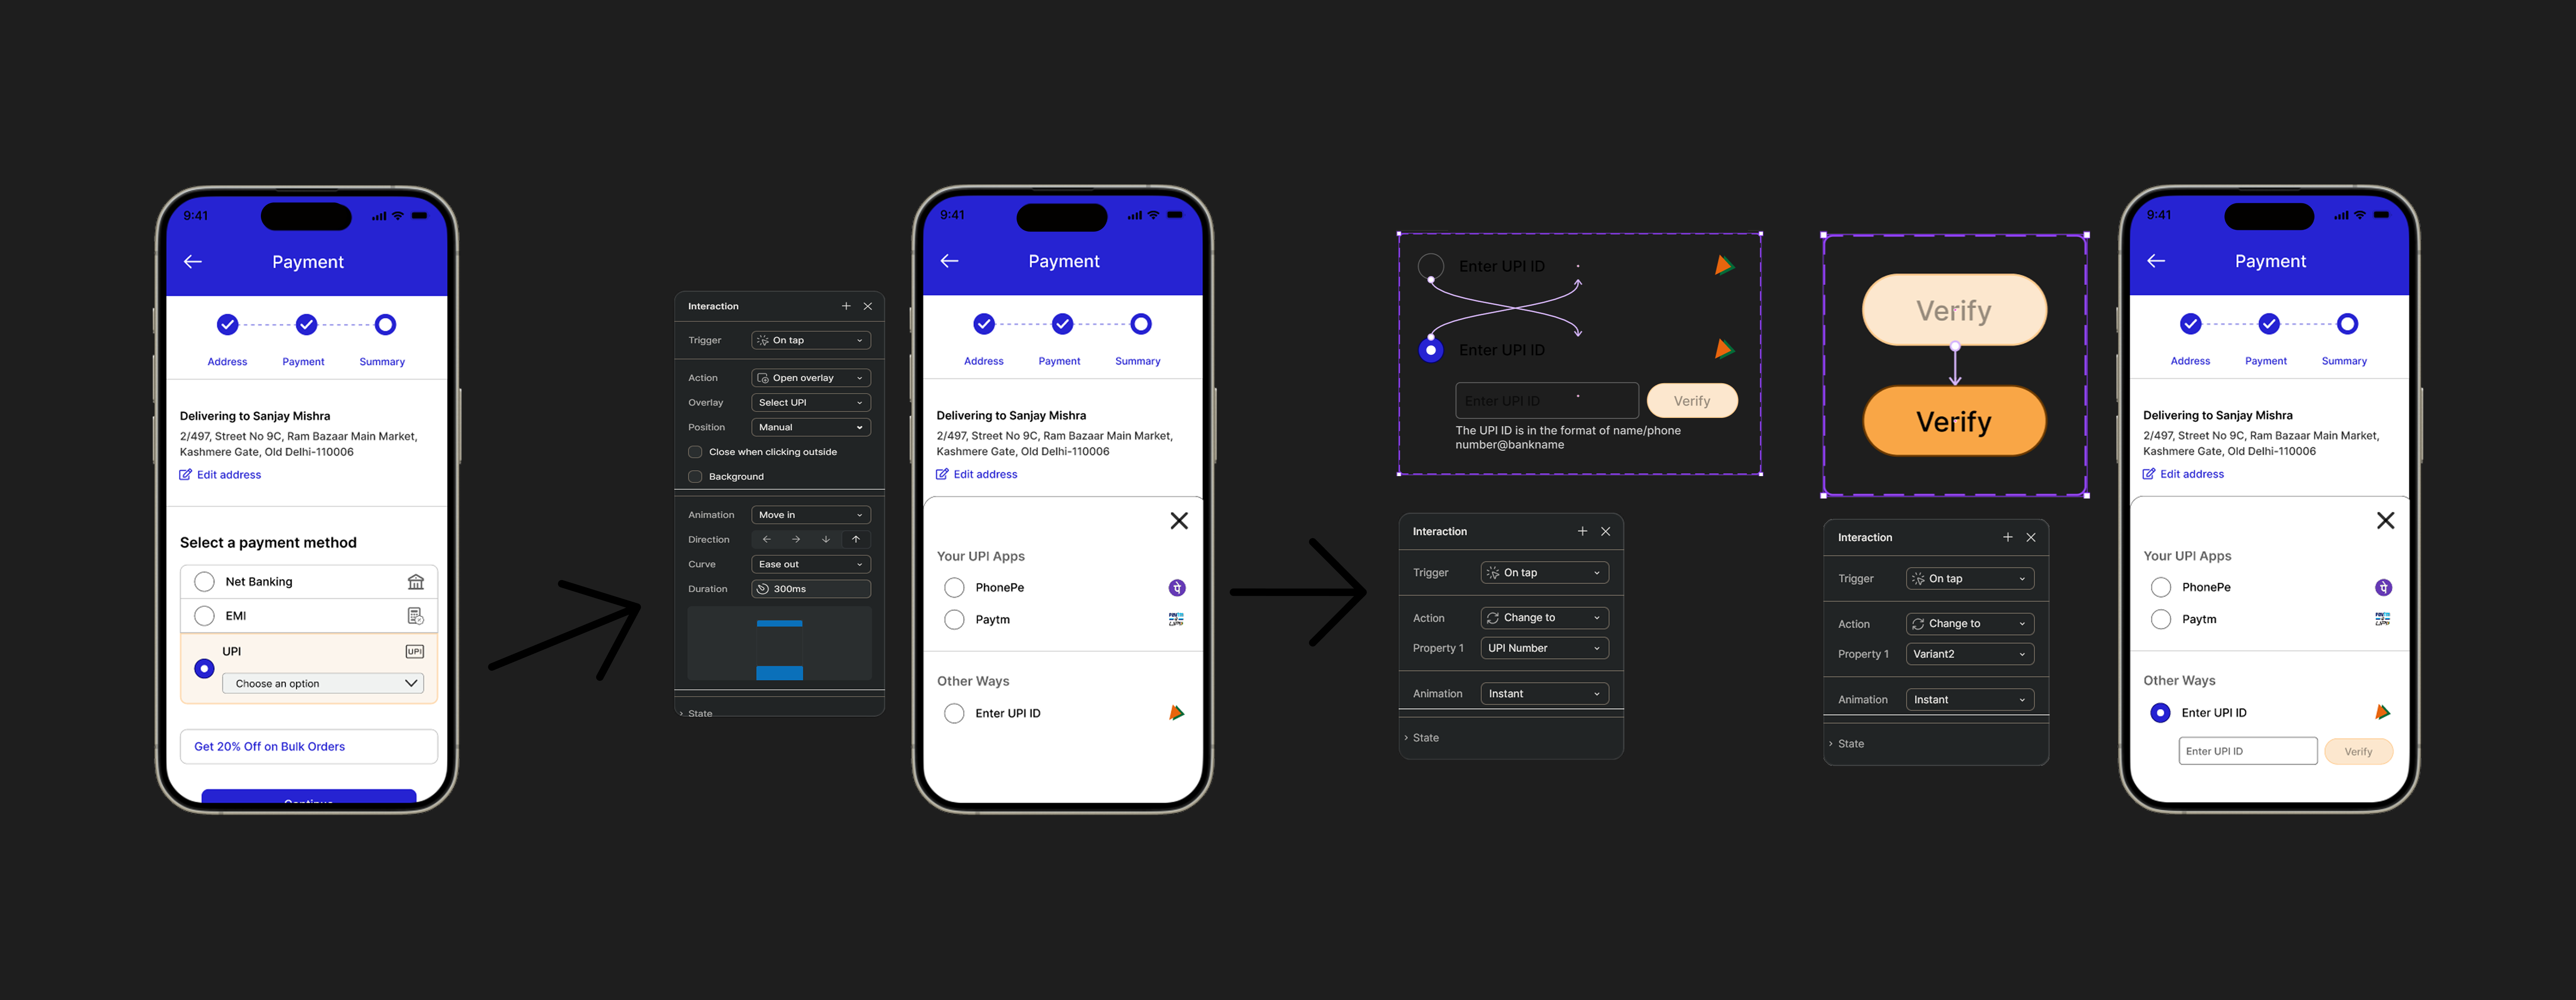 9:41
Payment
Address
Payment
Summary
Delivering to Sanjay Mishra
2/497, Street No 9C, Ram Bazaar Main Market,
Kashmere Gate, Old Delhi-110006
Edit address
Select a payment method
Net Banking
EMI
UPI
UPI
Choose an option
Get 20% Off on Bulk Orders
Continue
Interaction
Trigger
On tap
Action
Open overlay
Overlay
Select UPI
Position
Manual
Close when clicking outside
Background
Animation
Move in
Direction
Curve
Ease out
Duration
300ms
State
9:41
Payment
Address
Payment
Summary
Delivering to Sanjay Mishra
2/497, Street No 9C, Ram Bazaar Main Market,
Kashmere Gate, Old Delhi-110006
Edit address
Your UPI Apps
PhonePe
पे
Paytm
Other Ways
Enter UPI ID
Enter UPI ID
Enter UPI ID
Enter UPI ID
Verify
The UPI ID is in the format of name/phone
number@bankname
Interaction
Trigger
On tap
Action
Change to
Property 1
UPI Number
Animation
Instant
State
Verify
Verify
Interaction
Trigger
On tap
Action
Change to
Property 1
Variant2
Animation
Instant
State
9:41
Payment
Address
Payment
Summary
Delivering to Sanjay Mishra
2/497, Street No 9C, Ram Bazaar Main Market,
Kashmere Gate, Old Delhi-110006
Edit address
Your UPI Apps
PhonePe
पे
Paytm
Other Ways
Enter UPI ID
Enter UPI ID
Verify